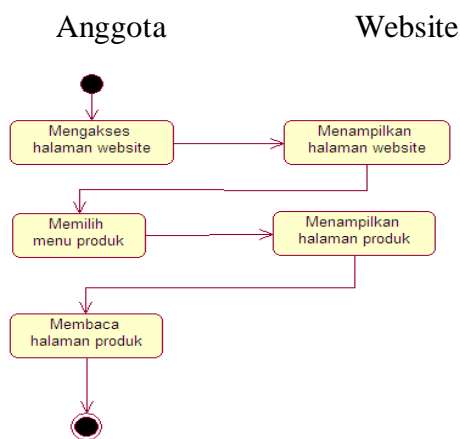 Anggota Website
Mengakses
halaman website
Menampilkan
halaman website
Memilih
menu produk
Menampilkan
halaman produk
Membaca
halaman produk